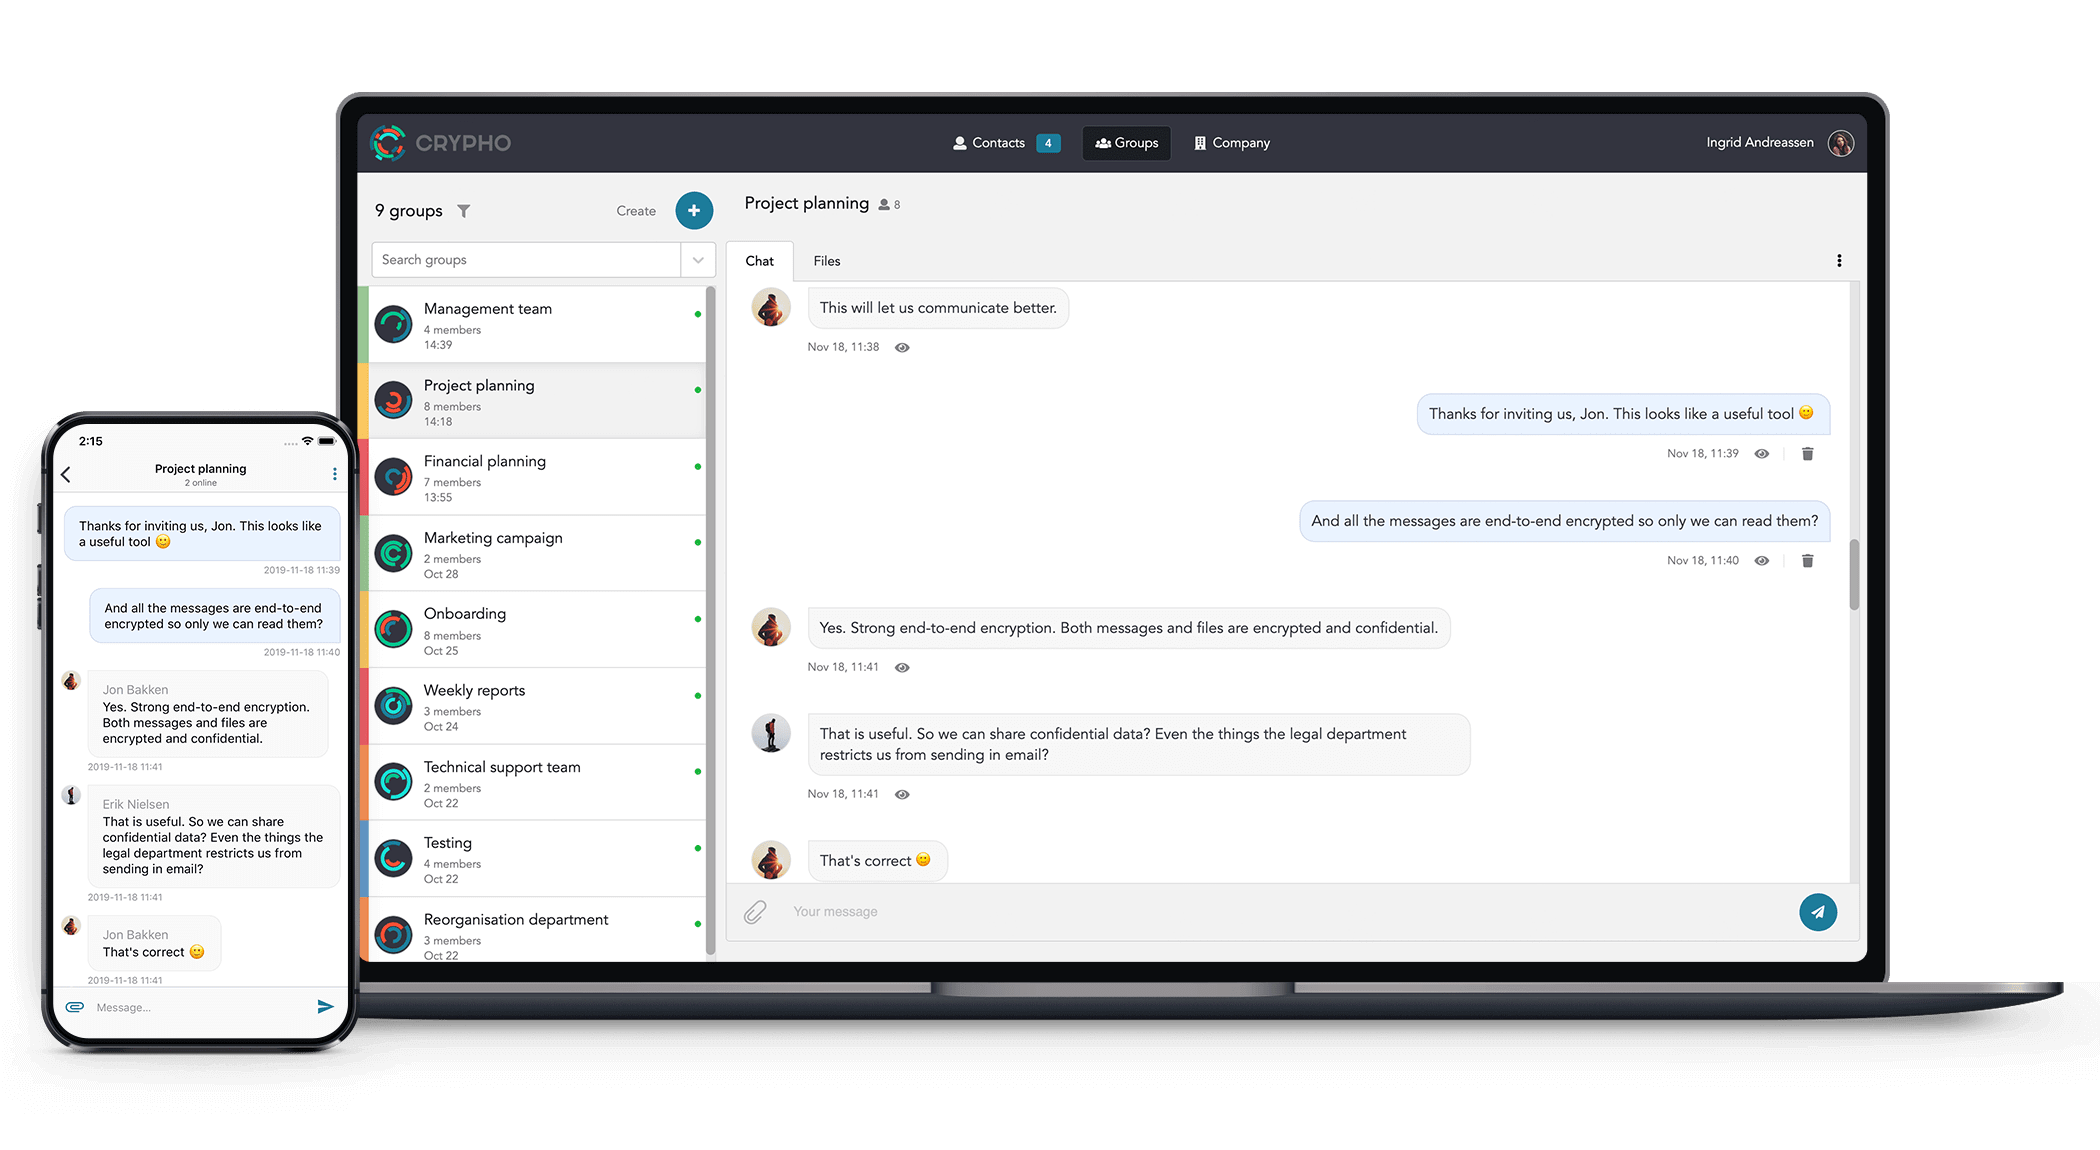 CRYPHO
Contacts 4
Groups
Company
Ingrid Andreassen
9 groups
Create
Search groups
Management team
4 members
14:39
Project planning
8 members
14:18
Financial planning
7 members
13:55
Marketing campaign
2 members
Oct 28
Onboarding
8 members
Oct 25
Weekly reports
3 members
Oct 24
Technical support team
2 members
Oct 22
Testing
4 members
Oct 22
Reorganisation department
3 members
Oct 22
Project planning 8
Chat
Files
This will let us communicate better.
Nov 18, 11:38
Thanks for inviting us, Jon. This looks like a useful tool 🙂
Nov 18, 11:39
And all the messages are end-to-end encrypted so only we can read them?
Nov 18, 11:40
Yes. Strong end-to-end encryption. Both messages and files are encrypted and confidential.
Nov 18, 11:41
That is useful. So we can share confidential data? Even the things the legal department
restricts us from sending in email?
Nov 18, 11:41
That's correct 🙂
Your message
2:15
Project planning
2 online
Thanks for inviting us, Jon. This looks like
a useful tool 🙂
2019-11-18 11:39
And all the messages are end-to-end
encrypted so only we can read them?
2019-11-18 11:40
Jon Bakken
Yes. Strong end-to-end encryption.
Both messages and files are
encrypted and confidential.
2019-11-18 11:41
Erik Nielsen
That is useful. So we can share
confidential data? Even the things the
legal department restricts us from
sending in email?
2019-11-18 11:41
Jon Bakken
That's correct 🙂
2019-11-18 11:41
Message...